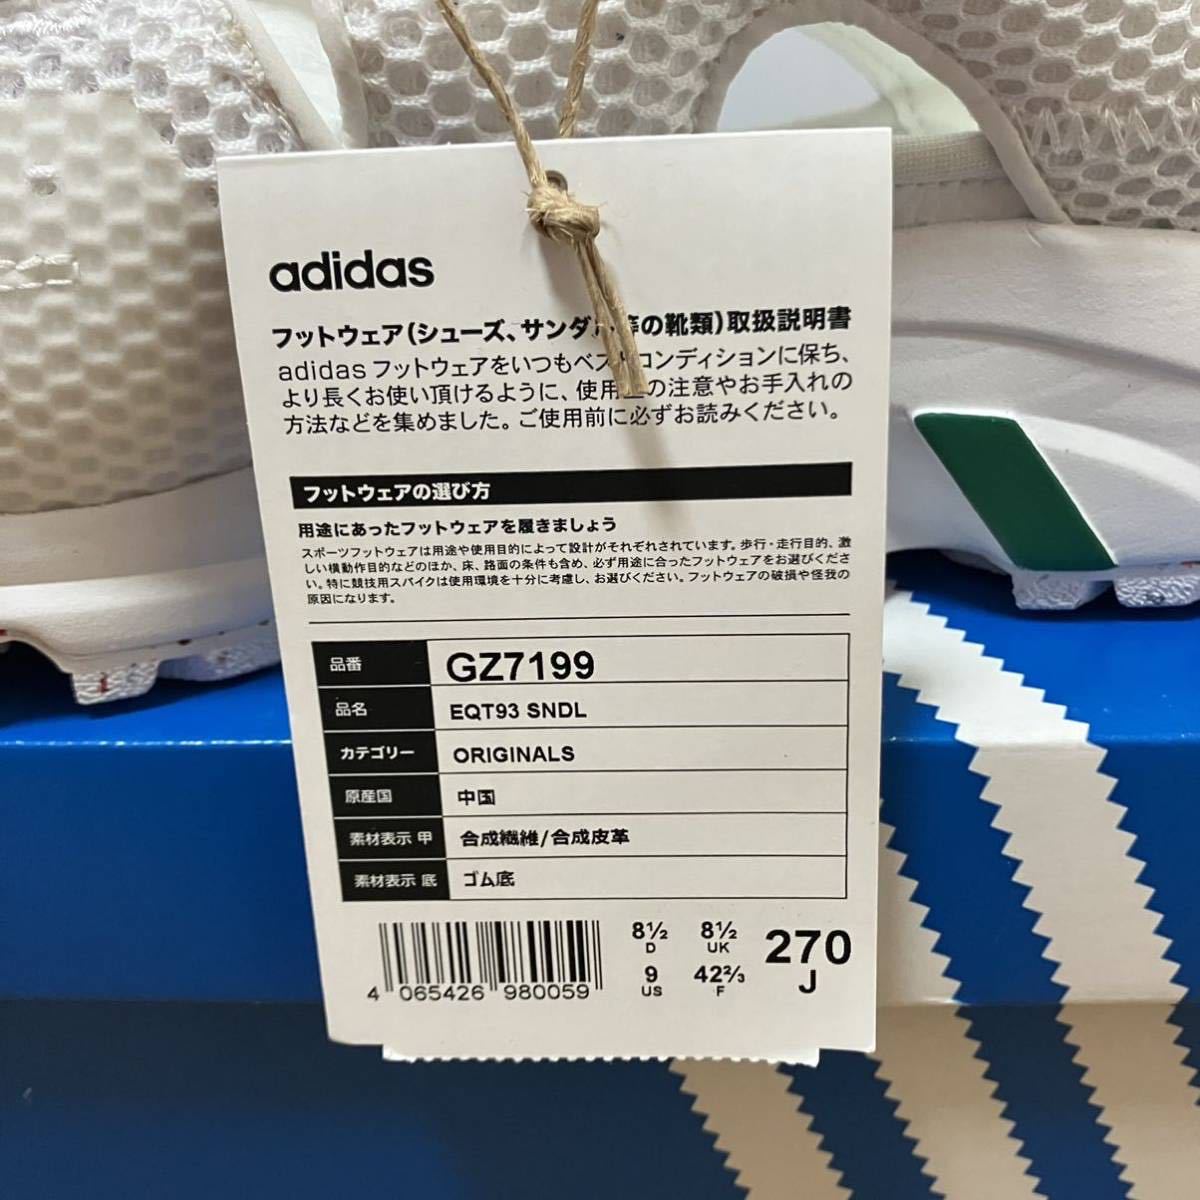 adidas
フットウェア(シューズ、サンダ 等の靴類)取扱説明書
adidas フットウェアをいつもベストコンディションに保ち、
より長くお使い頂けるように、使用 の注意やお手入れの
方法などを集めました。ご使用前に必ずお読みください。
フットウェアの選び方
用途にあったフットウェアを履きましょう
スポーツフットウェアは用途や使用目的によって設計がそれぞれされています。歩行・走行目的、激
しい横動作目的などのほか、床、路面の条件も含め、必ず用途に合ったフットウェアをお選びくださ
い。特に競技用スパイクは使用環境を十分に考慮し、お選びください。フットウェアの破損や怪我の
原因になります。
品番 GZ7199
品名 EQT93 SNDL
カテゴリー ORIGINALS
原産国 中国
素材表示 甲 合成繊維/合成皮革
素材表示 底 ゴム底
8½ 8½ 270
D UK J
9 42⅔
US F
4 065426 980059